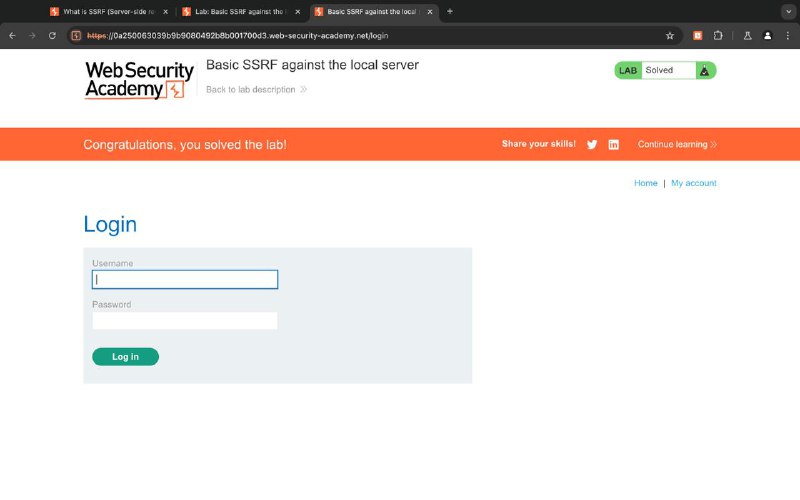 What is SSRF (Server-side re
Lab: Basic SSRF against the l
Basic SSRF against the local
https://0a250063039b9b9080492b8b001700d3.web-security-academy.net/login
Web Security
Academy
Basic SSRF against the local server
Back to lab description
LAB Solved
Congratulations, you solved the lab!
Share your skills!
Continue learning
Home | My account
Login
Username
Password
Log in